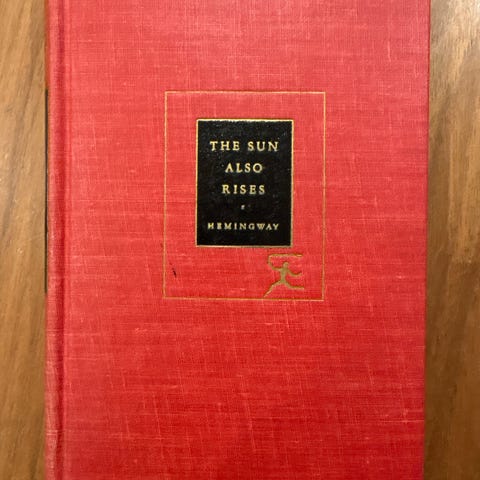 THE SUN
ALSO
RISES
HEMINGWAY